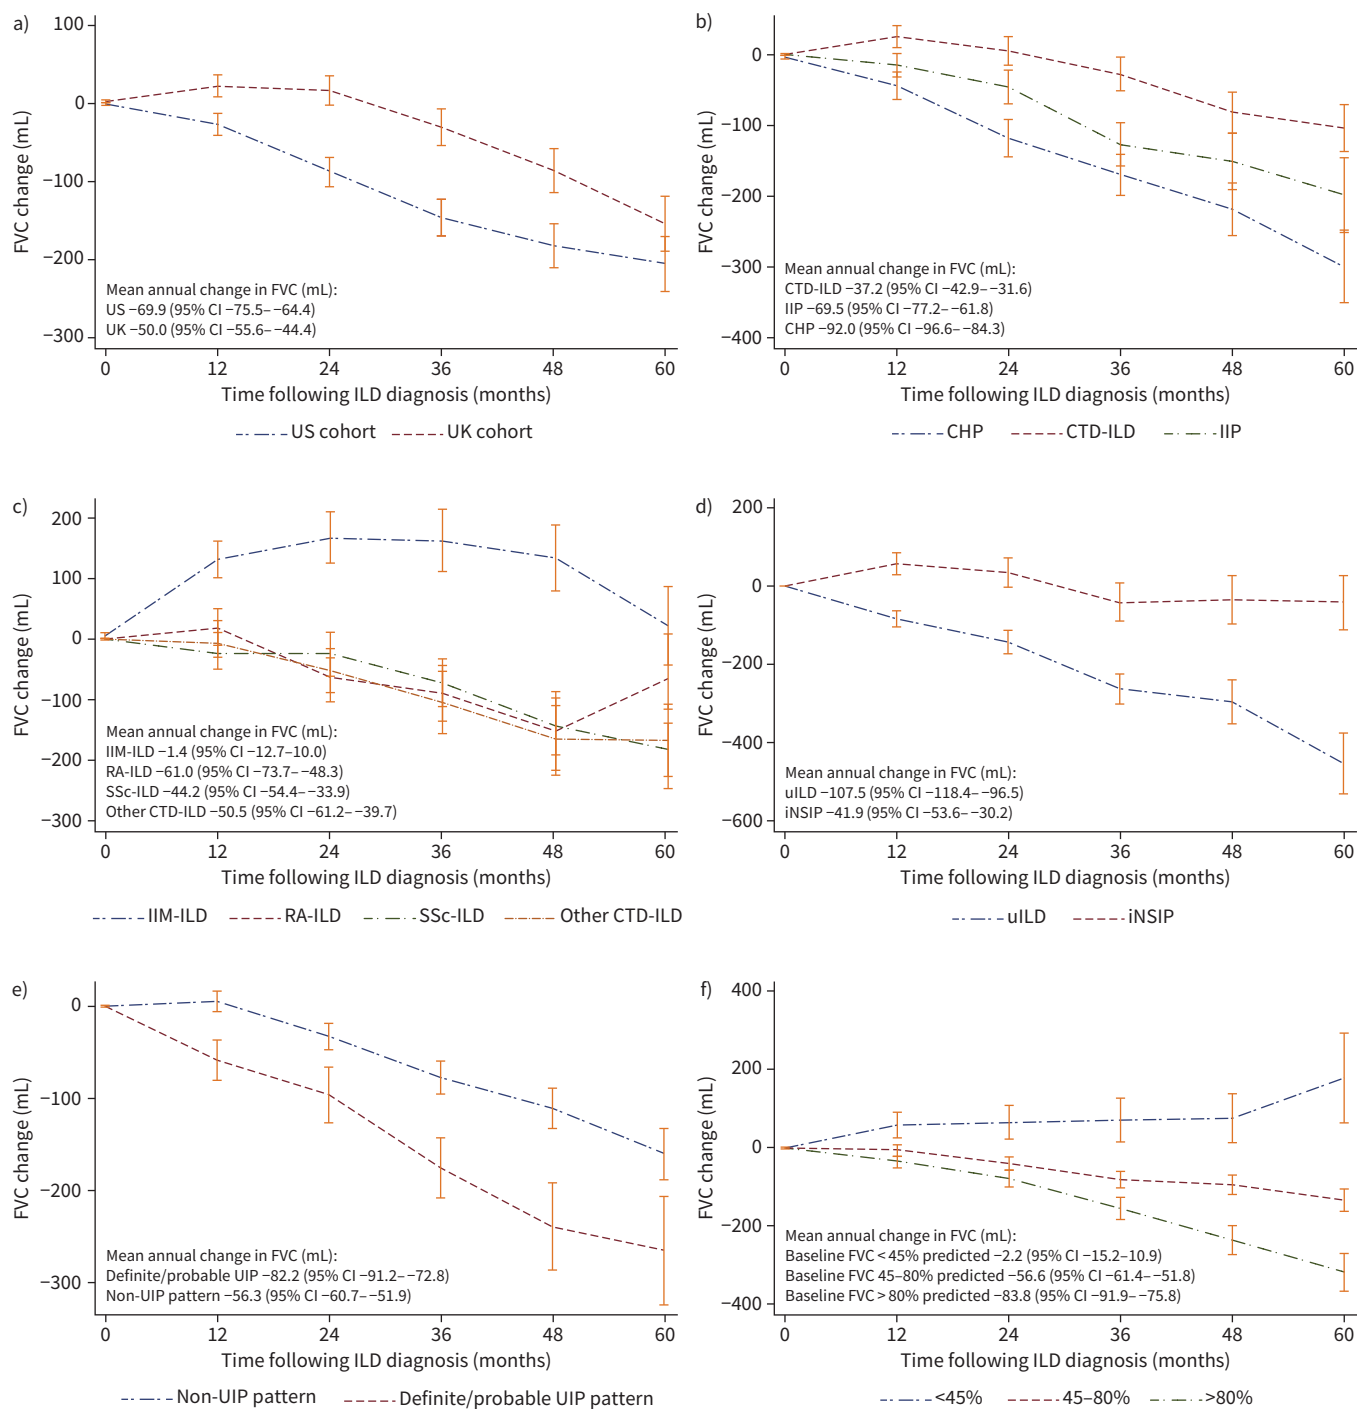 a)
100
0
−100
−200
−300
FVC change (mL)
Mean annual change in FVC (mL):
US −69.9 (95% CI −75.5– −64.4)
UK −50.0 (95% CI −55.6– −44.4)
0 12 24 36 48 60
Time following ILD diagnosis (months)
US cohort UK cohort
b)
0
−100
−200
−300
−400
FVC change (mL)
Mean annual change in FVC (mL):
CTD-ILD −37.2 (95% CI −42.9– −31.6)
IIP −69.5 (95% CI −77.2– −61.8)
CHP −92.0 (95% CI −96.6– −84.3)
0 12 24 36 48 60
Time following ILD diagnosis (months)
CHP CTD-ILD IIP
c)
200
100
0
−100
−200
−300
FVC change (mL)
Mean annual change in FVC (mL):
IIM-ILD −1.4 (95% CI −12.7–10.0)
RA-ILD −61.0 (95% CI −73.7– −48.3)
SSc-ILD −44.2 (95% CI −54.4– −33.9)
Other CTD-ILD −50.5 (95% CI −61.2– −39.7)
0 12 24 36 48 60
Time following ILD diagnosis (months)
IIM-ILD RA-ILD SSc-ILD Other CTD-ILD
d)
200
0
−200
−400
−600
FVC change (mL)
Mean annual change in FVC (mL):
uILD −107.5 (95% CI −118.4– −96.5)
iNSIP −41.9 (95% CI −53.6– −30.2)
0 12 24 36 48 60
Time following ILD diagnosis (months)
uILD iNSIP
e)
0
−100
−200
−300
FVC change (mL)
Mean annual change in FVC (mL):
Definite/probable UIP −82.2 (95% CI −91.2– −72.8)
Non-UIP pattern −56.3 (95% CI −60.7– −51.9)
0 12 24 36 48 60
Time following ILD diagnosis (months)
Non-UIP pattern Definite/probable UIP pattern
f)
400
200
0
−200
−400
FVC change (mL)
Mean annual change in FVC (mL):
Baseline FVC <45% predicted −2.2 (95% CI −15.2–10.9)
Baseline FVC 45–80% predicted −56.6 (95% CI −61.4– −51.8)
Baseline FVC >80% predicted −83.8 (95% CI −91.9– −75.8)
0 12 24 36 48 60
Time following ILD diagnosis (months)
<45% 45–80% >80%